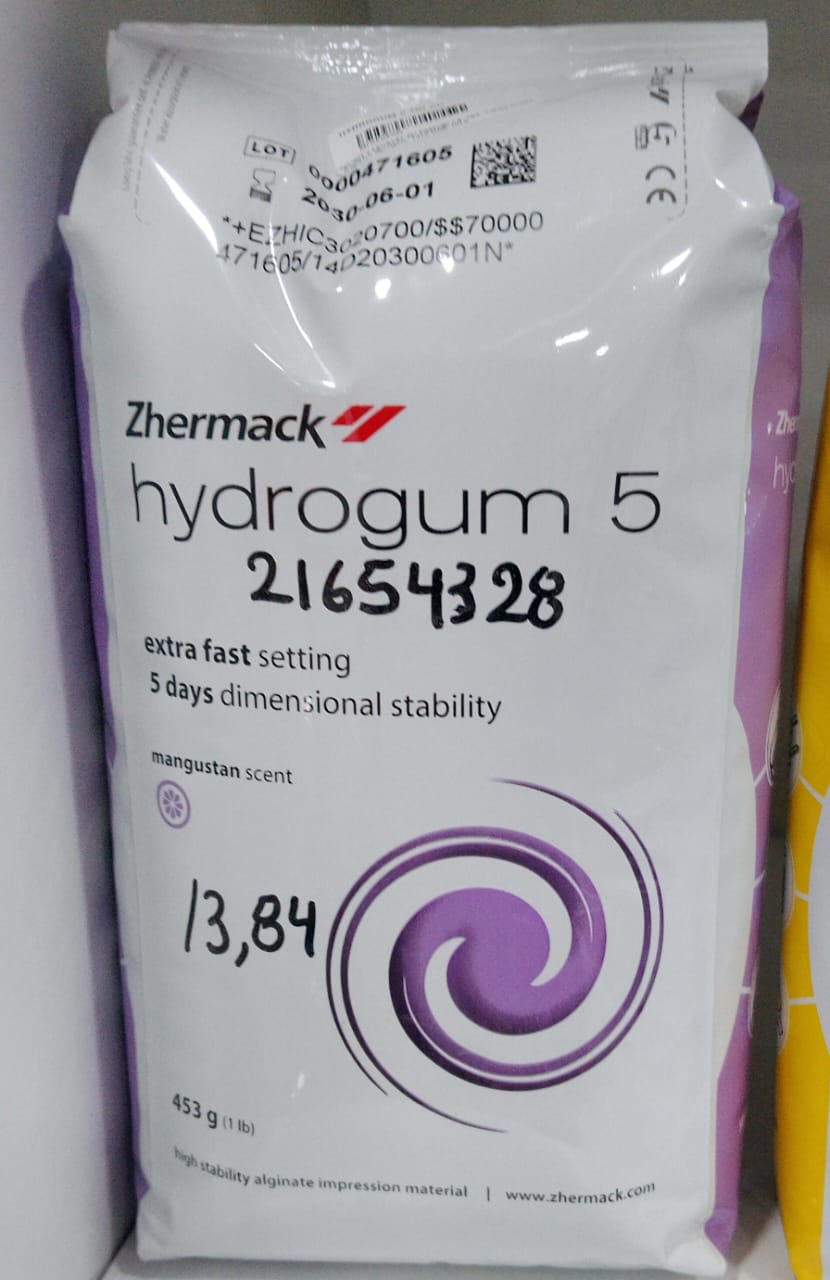 LOT 0000471605
2030-06-01
*+EZHIC3020700/$$70000
471605/14D20300601N*
CE
Zhermack
hydrogum 5
21654328
extra fast setting
5 days dimensional stability
mangustan scent
13,84
453 g (1 lb)
high stability alginate impression material | www.zhermack.com